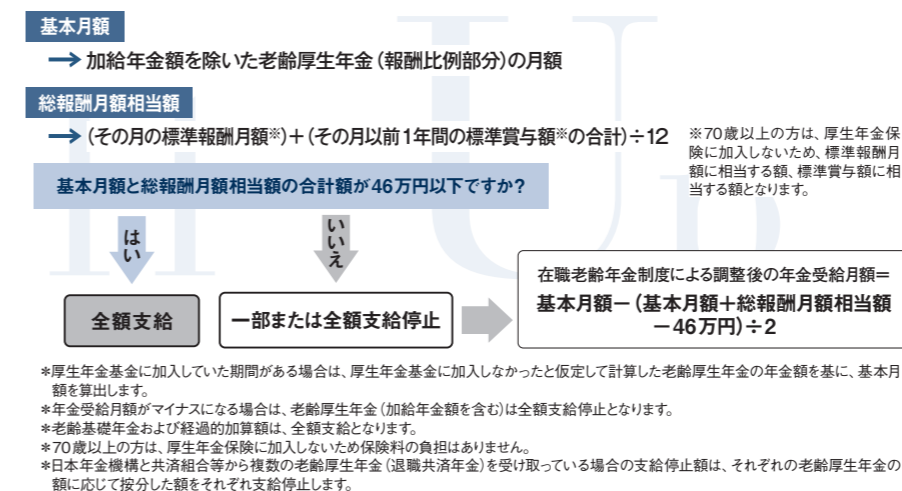 基本月額
→ 加給年金額を除いた老齢厚生年金（報酬比例部分）の月額
総報酬月額相当額
→（その月の標準報酬月額※）＋（その月以前1年間の標準賞与額※の合計）÷12
※70歳以上の方は、厚生年金保
険に加入しないため、標準報酬月
額に相当する額、標準賞与額に相
当する額となります。
基本月額と総報酬月額相当額の合計額が46万円以下ですか？
はい
いいえ
全額支給
一部または全額支給停止
在職老齢年金制度による調整後の年金受給月額＝
基本月額－（基本月額＋総報酬月額相当額
－46万円）÷2
＊厚生年金基金に加入していた期間がある場合は、厚生年金基金に加入しなかったと仮定して計算した老齢厚生年金の年金額を基に、基本月
額を算出します。
＊年金受給月額がマイナスになる場合は、老齢厚生年金（加給年金額を含む）は全額支給停止となります。
＊老齢基礎年金および経過的加算額は、全額支給となります。
＊70歳以上の方は、厚生年金保険に加入しないため保険料の負担はありません。
＊日本年金機構と共済組合等から複数の老齢厚生年金（退職共済年金）を受け取っている場合の支給停止額は、それぞれの老齢厚生年金の
額に応じて按分した額をそれぞれ支給停止します。